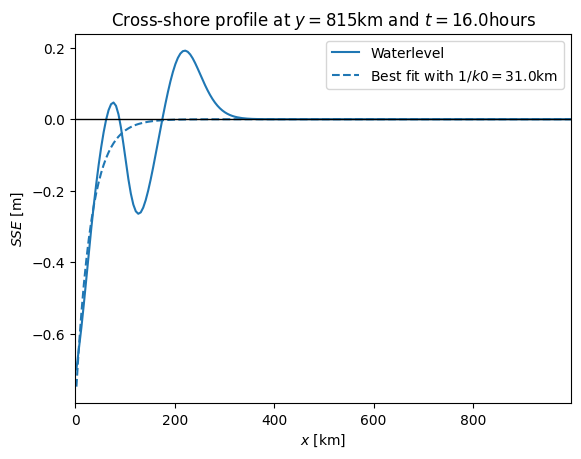 Cross-shore profile at y = 815km and t = 16.0hours
Waterlevel
Best fit with 1/k0 = 31.0km
0.2
0.0
−0.2
−0.4
−0.6
SSE [m]
0 200 400 600 800
x [km]